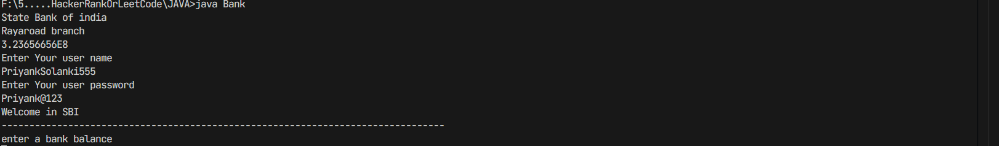 F:\5.....HackerRankOrLeetCode\JAVA>java Bank
State Bank of india
Rayaroad branch
3.23656656E8
Enter Your user name
PriyankSolanki555
Enter Your user password
Priyank@123
Welcome in SBI
--------------------------------------------------------------------------------
enter a bank balance